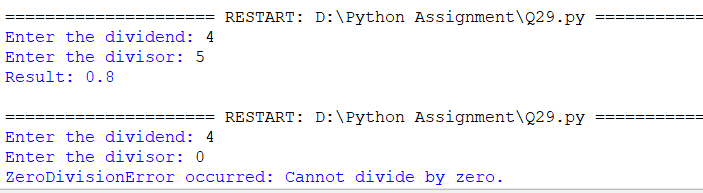 ===================== RESTART: D:\Python Assignment\Q29.py ===========
Enter the dividend: 4
Enter the divisor: 5
Result: 0.8
===================== RESTART: D:\Python Assignment\Q29.py ===========
Enter the dividend: 4
Enter the divisor: 0
ZeroDivisionError occurred: Cannot divide by zero.